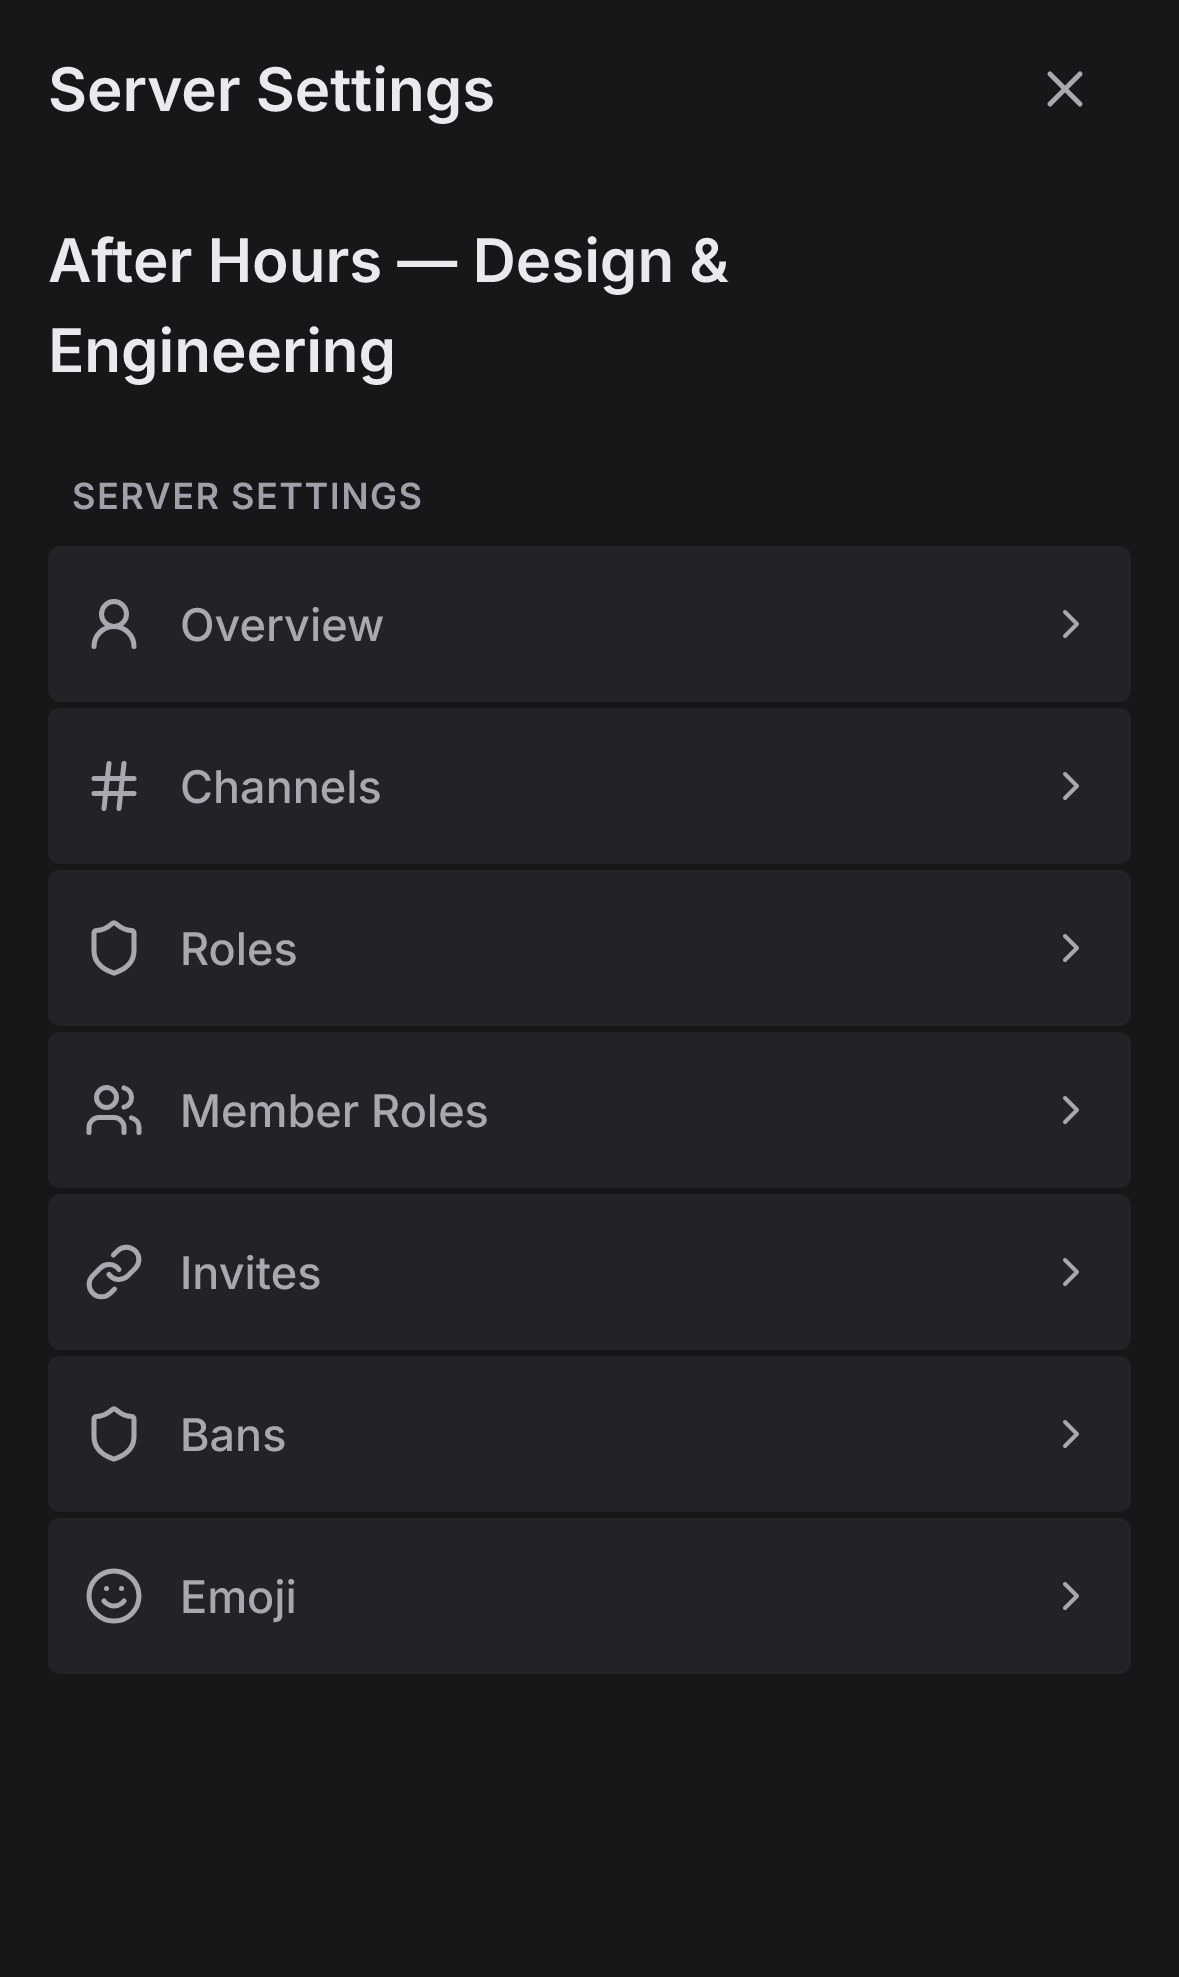 Server Settings
After Hours — Design &
Engineering
SERVER SETTINGS
Overview
Channels
Roles
Member Roles
Invites
Bans
Emoji